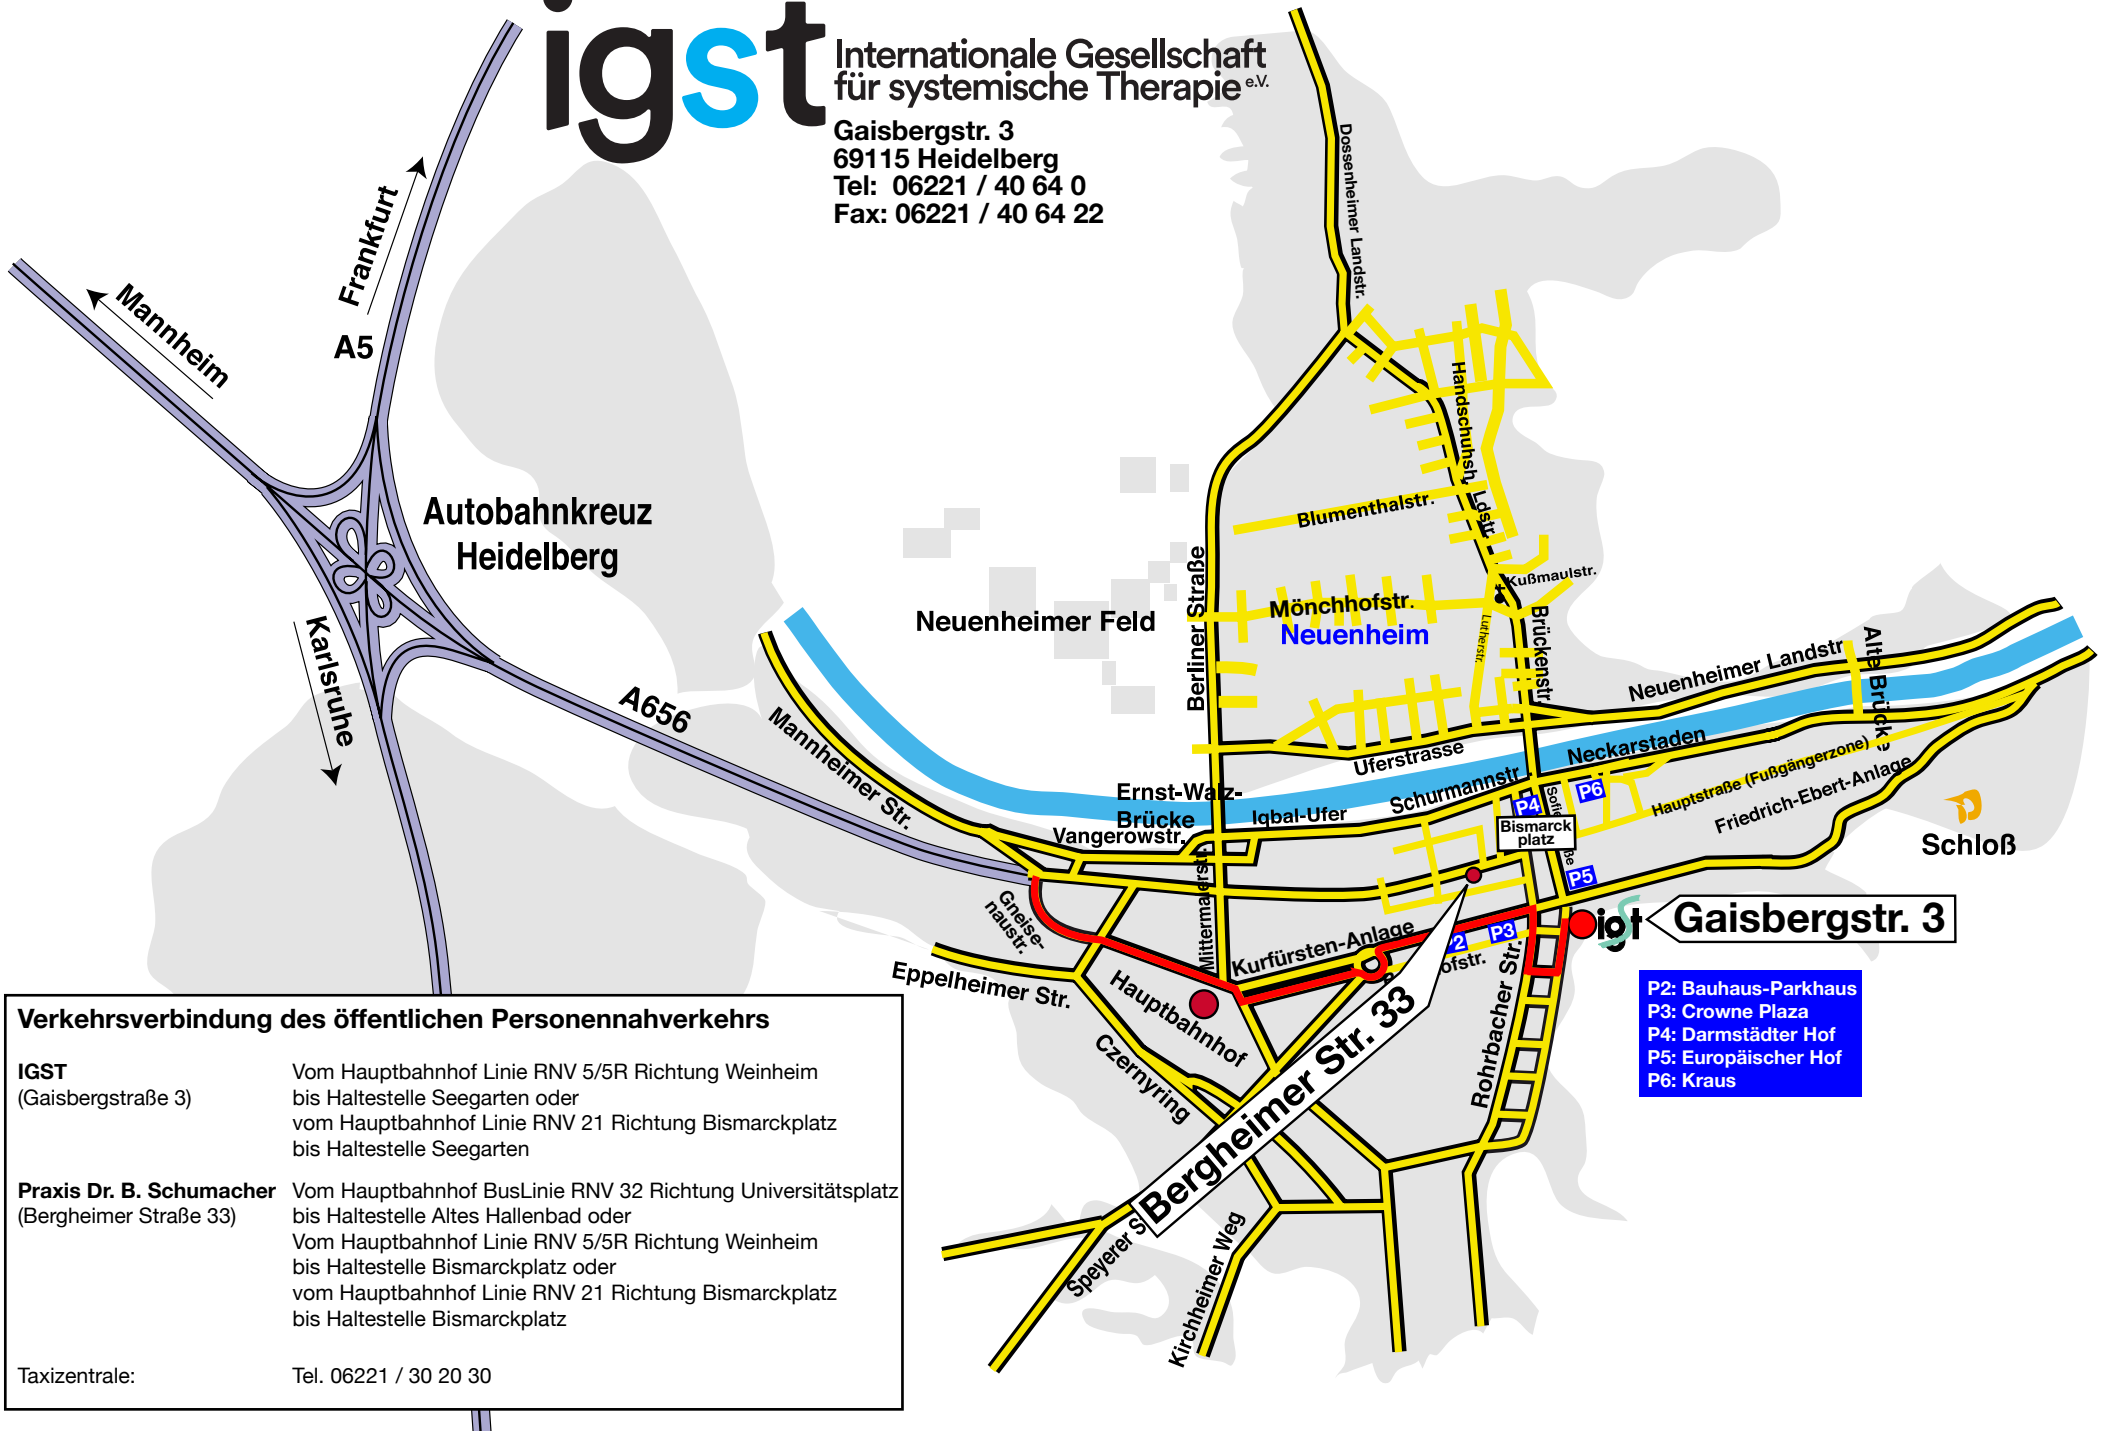 igst
Internationale Gesellschaft
für systemische Therapie e.V.
Gaisbergstr. 3
69115 Heidelberg
Tel: 06221 / 40 64 0
Fax: 06221 / 40 64 22
Frankfurt
Mannheim
A5
Autobahnkreuz
Heidelberg
Karlsruhe
A656
Dossenheimer Landstr.
Handschuhsh. Ldstr.
Blumenthalstr.
Kußmaulstr.
Berliner Straße
Mönchhofstr.
Neuenheim
Neuenheimer Feld
Lutherstr.
Brückenstr.
Neuenheimer Landstr.
Alte Brücke
Mannheimer Str.
Uferstrasse
Neckarstaden
Ernst-Walz-
Brücke
Iqbal-Ufer
Schurmannstr.
Vangerowstr.
P4
P6
Hauptstraße (Fußgängerzone)
Friedrich-Ebert-Anlage
Bismarck
platz
P5
Schloß
Mittermaierstr.
Gneise-
naustr.
Kurfürsten-Anlage
P2
P3
ofstr.
igst
Gaisbergstr. 3
Eppelheimer Str.
Hauptbahnhof
Czernyring
Rohrbacher Str.
Bergheimer Str. 33
Speyerer S
Kirchheimer Weg
P2: Bauhaus-Parkhaus
P3: Crowne Plaza
P4: Darmstädter Hof
P5: Europäischer Hof
P6: Kraus
Verkehrsverbindung des öffentlichen Personennahverkehrs
IGST Vom Hauptbahnhof Linie RNV 5/5R Richtung Weinheim
(Gaisbergstraße 3) bis Haltestelle Seegarten oder
vom Hauptbahnhof Linie RNV 21 Richtung Bismarckplatz
bis Haltestelle Seegarten
Praxis Dr. B. Schumacher Vom Hauptbahnhof BusLinie RNV 32 Richtung Universitätsplatz
(Bergheimer Straße 33) bis Haltestelle Altes Hallenbad oder
Vom Hauptbahnhof Linie RNV 5/5R Richtung Weinheim
bis Haltestelle Bismarckplatz oder
vom Hauptbahnhof Linie RNV 21 Richtung Bismarckplatz
bis Haltestelle Bismarckplatz
Taxizentrale: Tel. 06221 / 30 20 30